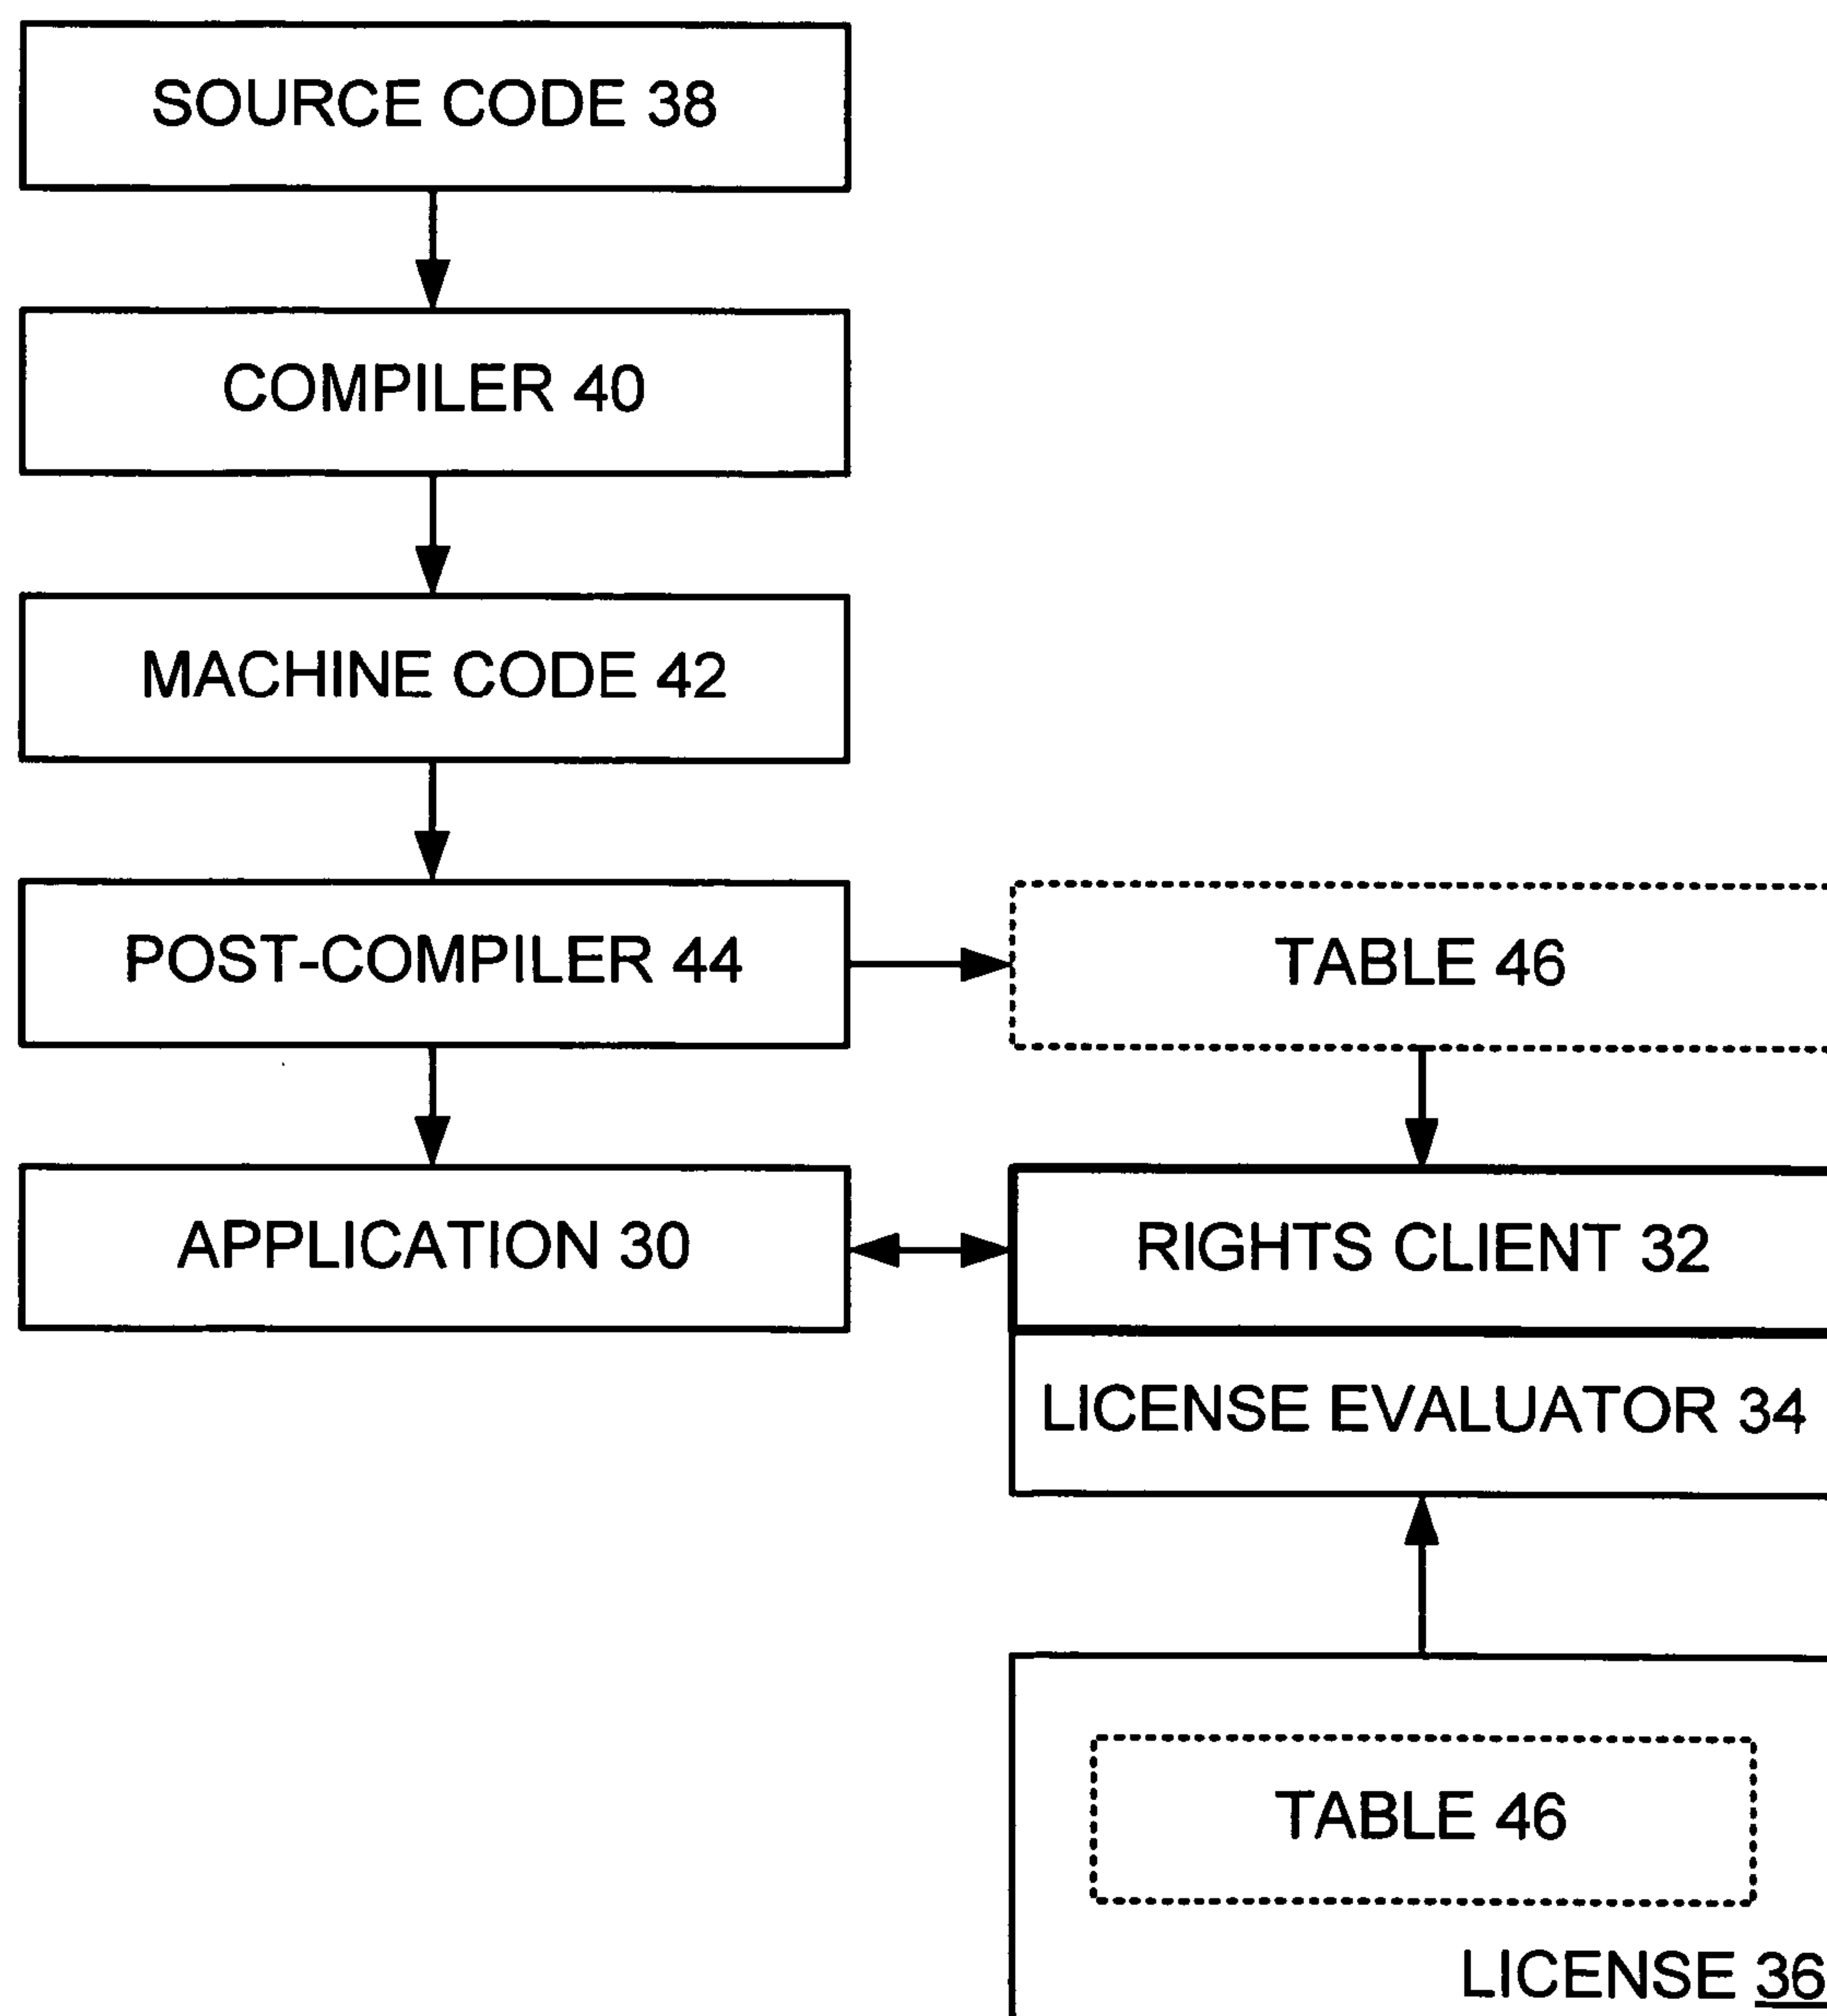 SOURCE CODE 38
COMPILER 40
MACHINE CODE 42
POST-COMPILER 44
TABLE 46
APPLICATION 30
RIGHTS CLIENT 32
LICENSE EVALUATOR 34
TABLE 46
LICENSE 36